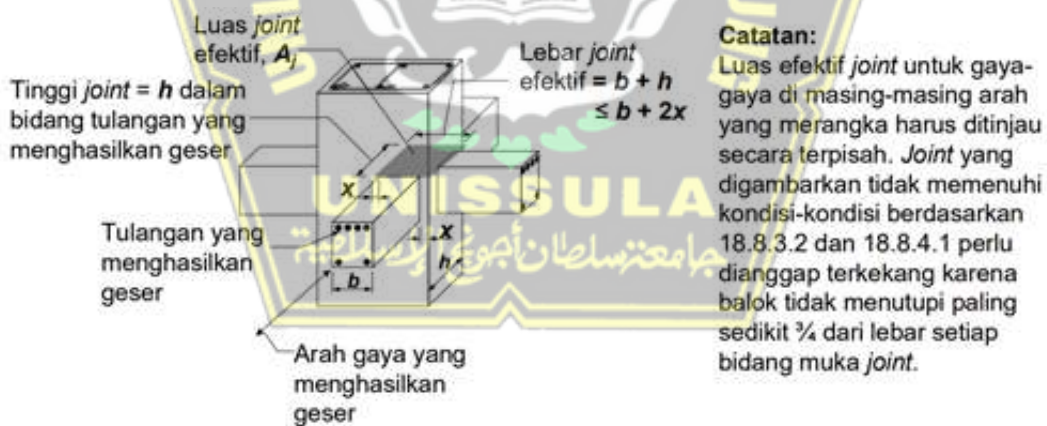 Luas joint
efektif, Aj
Tinggi joint = h dalam
bidang tulangan yang
menghasilkan geser
Lebar joint
efektif = b + h
≤ b + 2x
x
x
h
b
Tulangan yang
menghasilkan
geser
Arah gaya yang
menghasilkan
geser
Catatan:
Luas efektif joint untuk gaya-
gaya di masing-masing arah
yang merangka harus ditinjau
secara terpisah. Joint yang
digambarkan tidak memenuhi
kondisi-kondisi berdasarkan
18.8.3.2 dan 18.8.4.1 perlu
dianggap terkekang karena
balok tidak menutupi paling
sedikit ¾ dari lebar setiap
bidang muka joint.
UNISSULA
جامعتسلطان أجونج الإسلامية